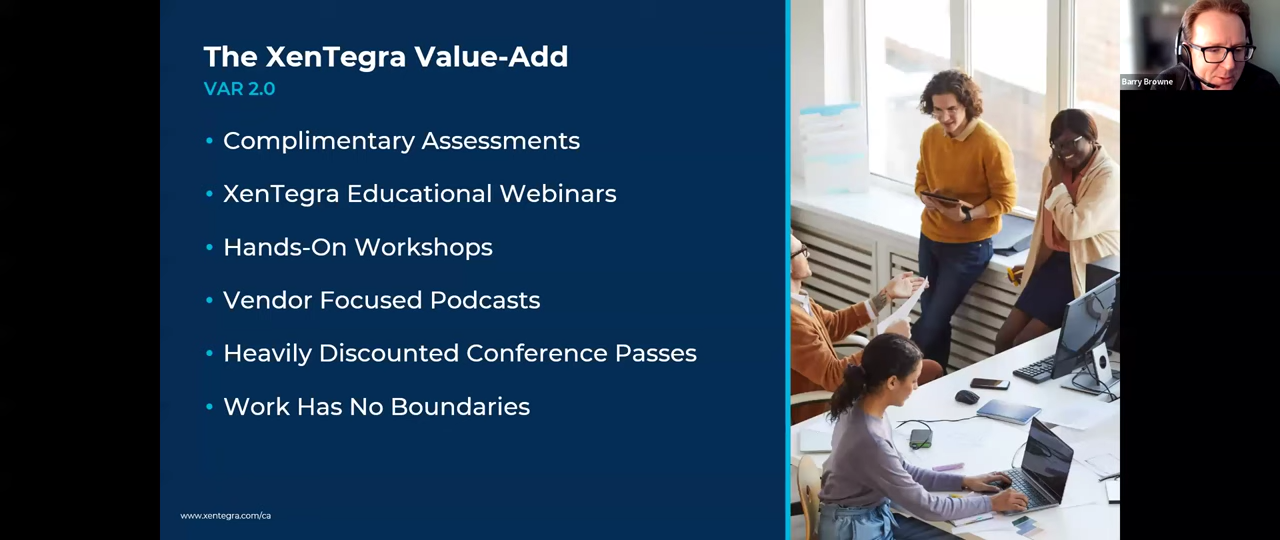 The XenTegra Value-Add
VAR 2.0
• Complimentary Assessments
• XenTegra Educational Webinars
• Hands-On Workshops
• Vendor Focused Podcasts
• Heavily Discounted Conference Passes
• Work Has No Boundaries
www.xentegra.com/ca
Barry Browne